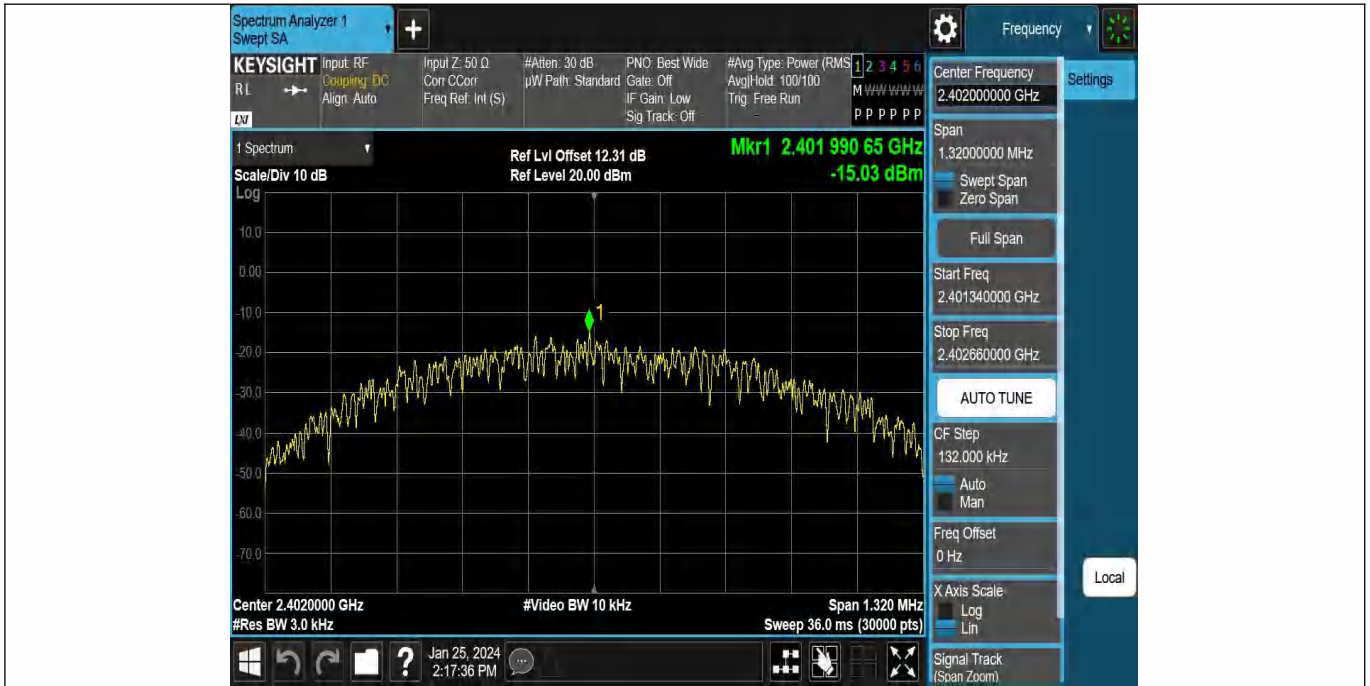 Spectrum Analyzer 1
Swept SA
+
Frequency
KEYSIGHT
R L
LXI
Input: RF
Coupling: DC
Align: Auto
Input Z: 50 Ω
Corr CCorr
Freq Ref: Int (S)
#Atten: 30 dB
µW Path: Standard
PNO: Best Wide
Gate: Off
IF Gain: Low
Sig Track: Off
#Avg Type: Power (RMS
Avg|Hold: 100/100
Trig: Free Run
1 2 3 4 5 6
M W W W W W
P P P P P P
1 Spectrum
Scale/Div 10 dB
Ref Lvl Offset 12.31 dB
Ref Level 20.00 dBm
Mkr1 2.401 990 65 GHz
-15.03 dBm
Log
10.0
0.00
-10.0
-20.0
-30.0
-40.0
-50.0
-60.0
-70.0
1
Center 2.4020000 GHz
#Res BW 3.0 kHz
#Video BW 10 kHz
Span 1.320 MHz
Sweep 36.0 ms (30000 pts)
?
Jan 25, 2024
2:17:36 PM
Center Frequency
2.402000000 GHz
Settings
Span
1.32000000 MHz
Swept Span
Zero Span
Full Span
Start Freq
2.401340000 GHz
Stop Freq
2.402660000 GHz
AUTO TUNE
CF Step
132.000 kHz
Auto
Man
Freq Offset
0 Hz
X Axis Scale
Log
Lin
Local
Signal Track
(Span Zoom)